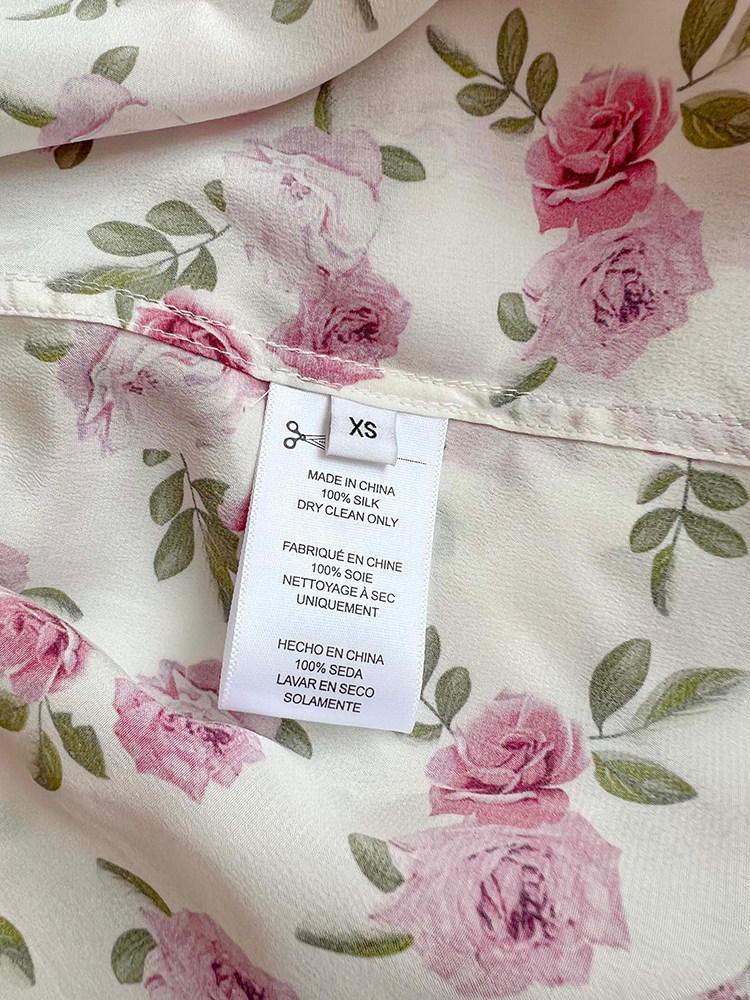 XS
MADE IN CHINA
100% SILK
DRY CLEAN ONLY
FABRIQUÉ EN CHINE
100% SOIE
NETTOYAGE À SEC
UNIQUEMENT
HECHO EN CHINA
100% SEDA
LAVAR EN SECO
SOLAMENTE